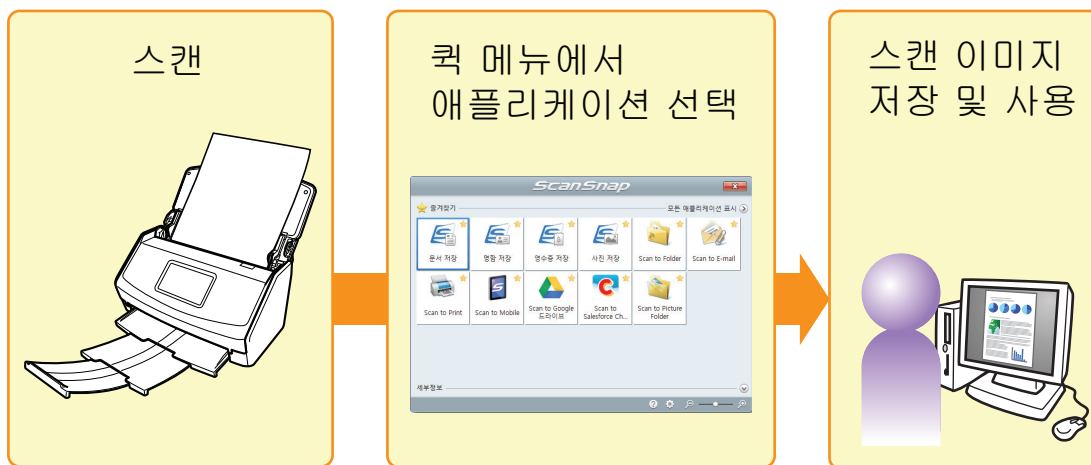 스캔
퀵 메뉴에서
애플리케이션 선택
스캔 이미지
저장 및 사용
ScanSnap
즐겨찾기
모든 애플리케이션 표시
문서 저장
명함 저장
영수증 저장
사진 저장
Scan to Folder
Scan to E-mail
Scan to Print
Scan to Mobile
Scan to Google
드라이브
Scan to
Salesforce Ch...
Scan to Picture
Folder
세부정보